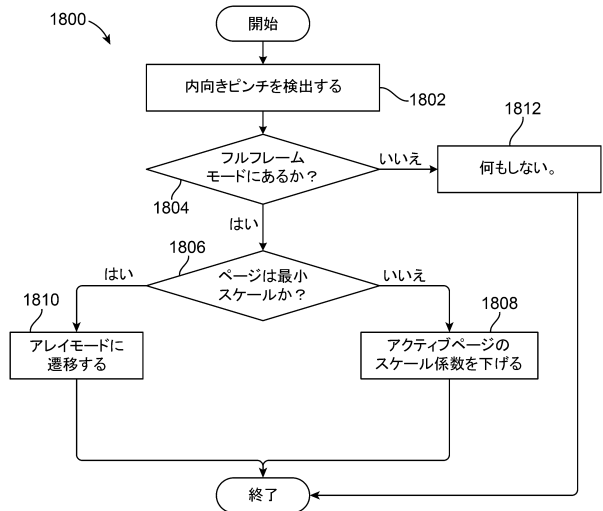 1800
開始
内向きピンチを検出する
1802
1812
フルフレーム
モードにあるか？
いいえ
何もしない。
1804
はい
1806
ページは最小
スケールか？
はい
いいえ
1810
アレイモードに
遷移する
1808
アクティブページの
スケール係数を下げる
終了